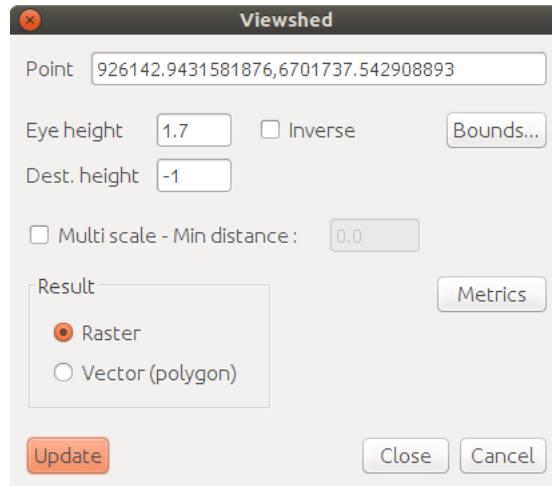 Viewshed
Point 926142.9431581876,6701737.542908893
Eye height 1.7 Inverse Bounds...
Dest. height -1
Multi scale - Min distance : 0.0
Result
Metrics
Raster
Vector (polygon)
Update Close Cancel